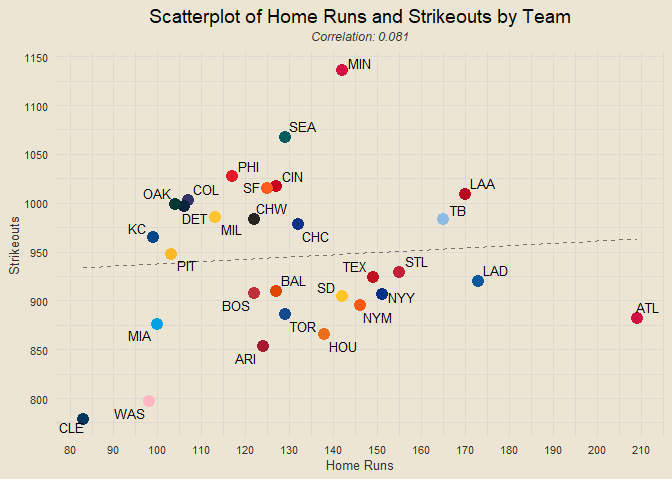 Scatterplot of Home Runs and Strikeouts by Team
Correlation: 0.081
1150
1100
1050
1000
950
900
850
800
Strikeouts
MIN
SEA
PHI
CIN
SF
LAA
COL
OAK
TB
CHW
DET
MIL
CHC
KC
PIT
STL
TEX
LAD
BAL
SD
NYY
BOS
ATL
NYM
TOR
MIA
HOU
ARI
WAS
CLE
80 90 100 110 120 130 140 150 160 170 180 190 200 210
Home Runs